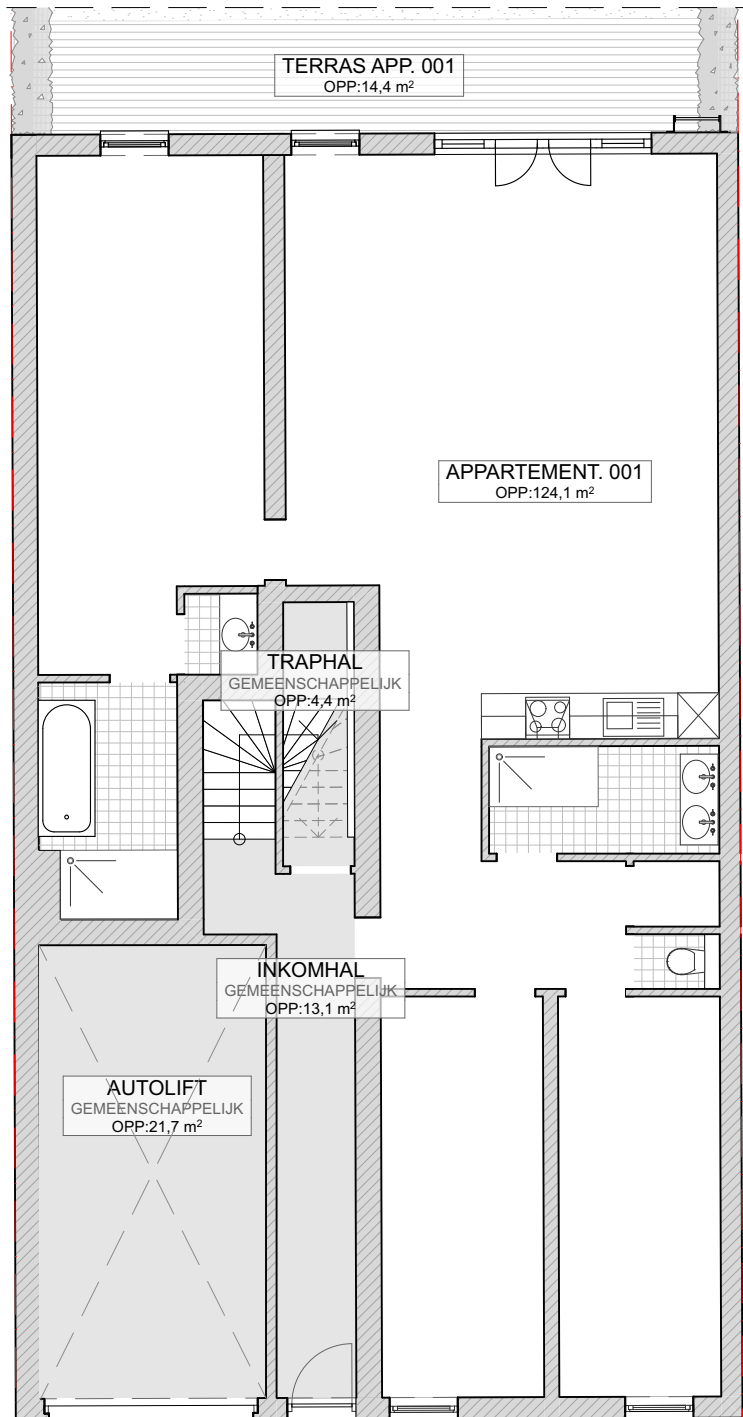 TERRAS APP. 001
OPP:14,4 m²
APPARTEMENT. 001
OPP:124,1 m²
TRAPHAL
GEMEENSCHAPPELIJK
OPP:4,4 m²
INKOMHAL
GEMEENSCHAPPELIJK
OPP:13,1 m²
AUTOLIFT
GEMEENSCHAPPELIJK
OPP:21,7 m²